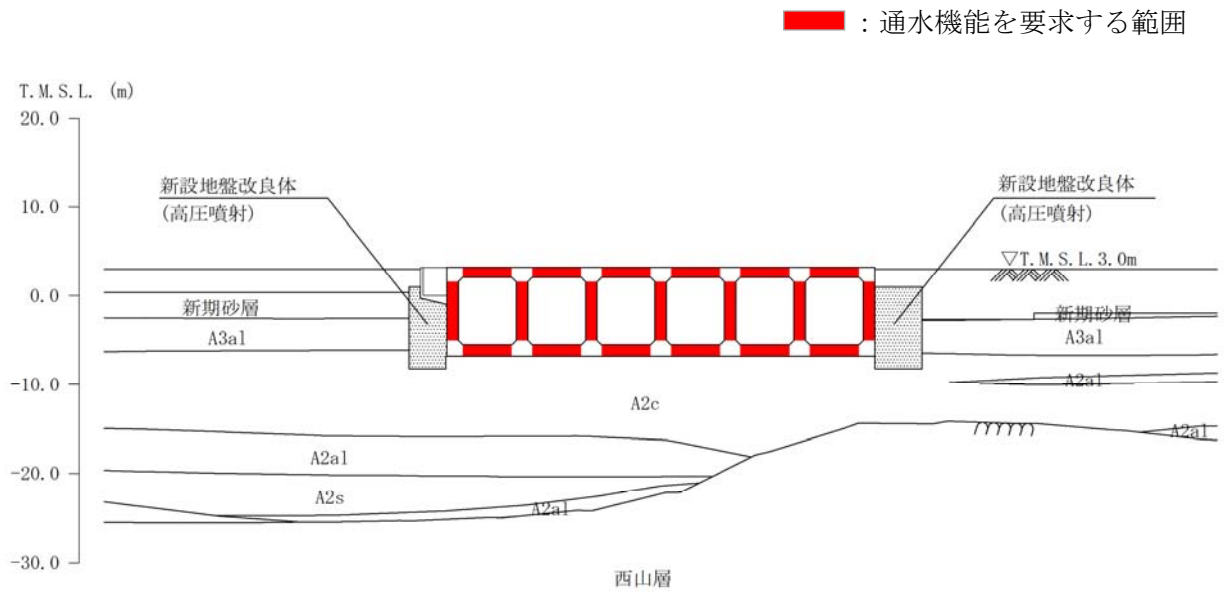 ：通水機能を要求する範囲
T.M.S.L. (m)
20.0
新設地盤改良体
(高圧噴射)
新設地盤改良体
(高圧噴射)
10.0
▽T.M.S.L.3.0m
0.0
新期砂層
新期砂層
A3al
A3al
-10.0
A2al
A2c
A2al
A2al
-20.0
A2s
A2al
-30.0
西山層